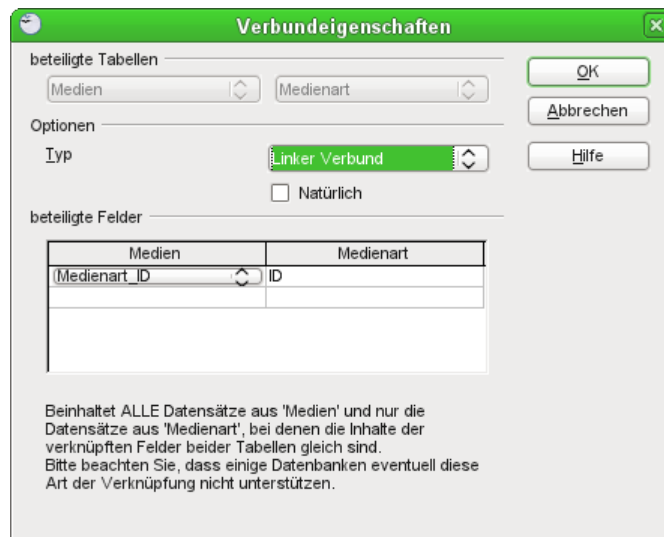 Verbundeigenschaften
beteiligte Tabellen
Medien Medienart
OK
Abbrechen
Optionen
Typ Linker Verbund
Hilfe
Natürlich
beteiligte Felder
Medien Medienart
Medienart_ID ID
Beinhaltet ALLE Datensätze aus 'Medien' und nur die
Datensätze aus 'Medienart', bei denen die Inhalte der
verknüpften Felder beider Tabellen gleich sind.
Bitte beachten Sie, dass einige Datenbanken eventuell diese
Art der Verknüpfung nicht unterstützen.